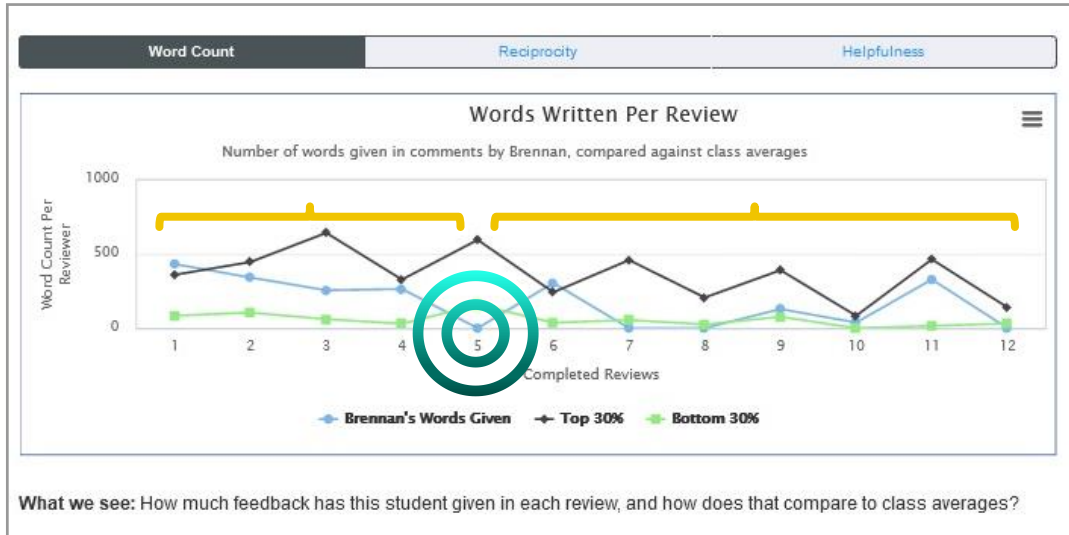 Word Count Reciprocity Helpfulness
Words Written Per Review
Number of words given in comments by Brennan, compared against class averages
Word Count Per
Reviewer
1000
500
0
1 2 3 4 5 6 7 8 9 10 11 12
Completed Reviews
Brennan's Words Given Top 30% Bottom 30%
What we see: How much feedback has this student given in each review, and how does that compare to class averages?